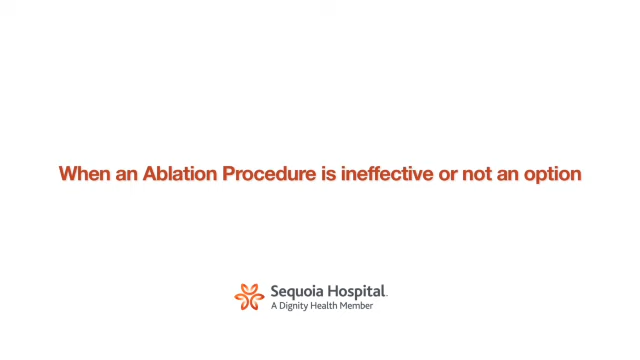 When an Ablation Procedure is ineffective or not an option
Sequoia Hospital.
A Dignity Health Member